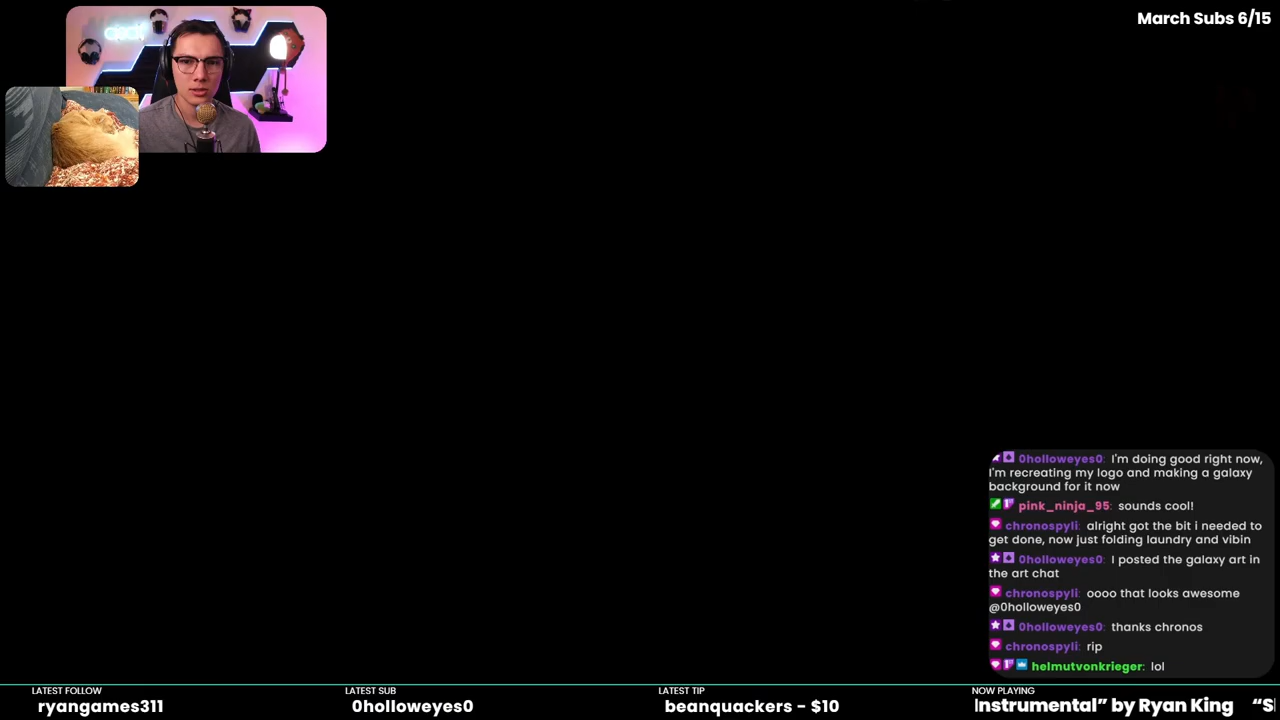 March Subs 6/15
0holloweyes0: I'm doing good right now,
I'm recreating my logo and making a galaxy
background for it now
pink_ninja_95: sounds cool!
chronospyli: alright got the bit i needed to
get done, now just folding laundry and vibin
0holloweyes0: I posted the galaxy art in
the art chat
chronospyli: oooo that looks awesome
@0holloweyes0
0holloweyes0: thanks chronos
chronospyli: rip
helmutvonkrieger: lol
LATEST FOLLOW
ryangames311
LATEST SUB
0holloweyes0
LATEST TIP
beanquackers - $10
NOW PLAYING
Instrumental” by Ryan King “S